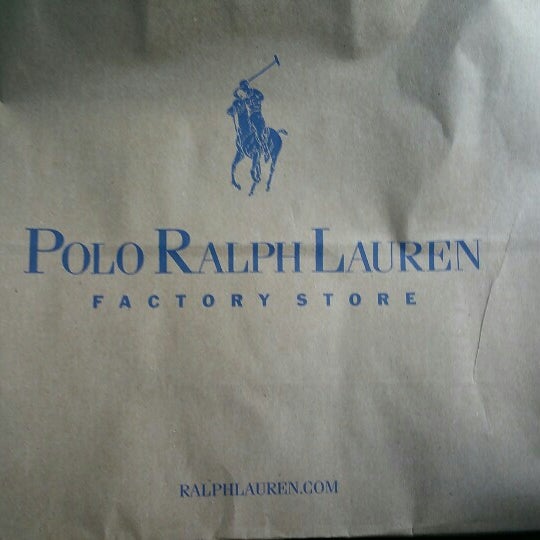 POLO RALPH LAUREN
FACTORY STORE
RALPHLAUREN.COM